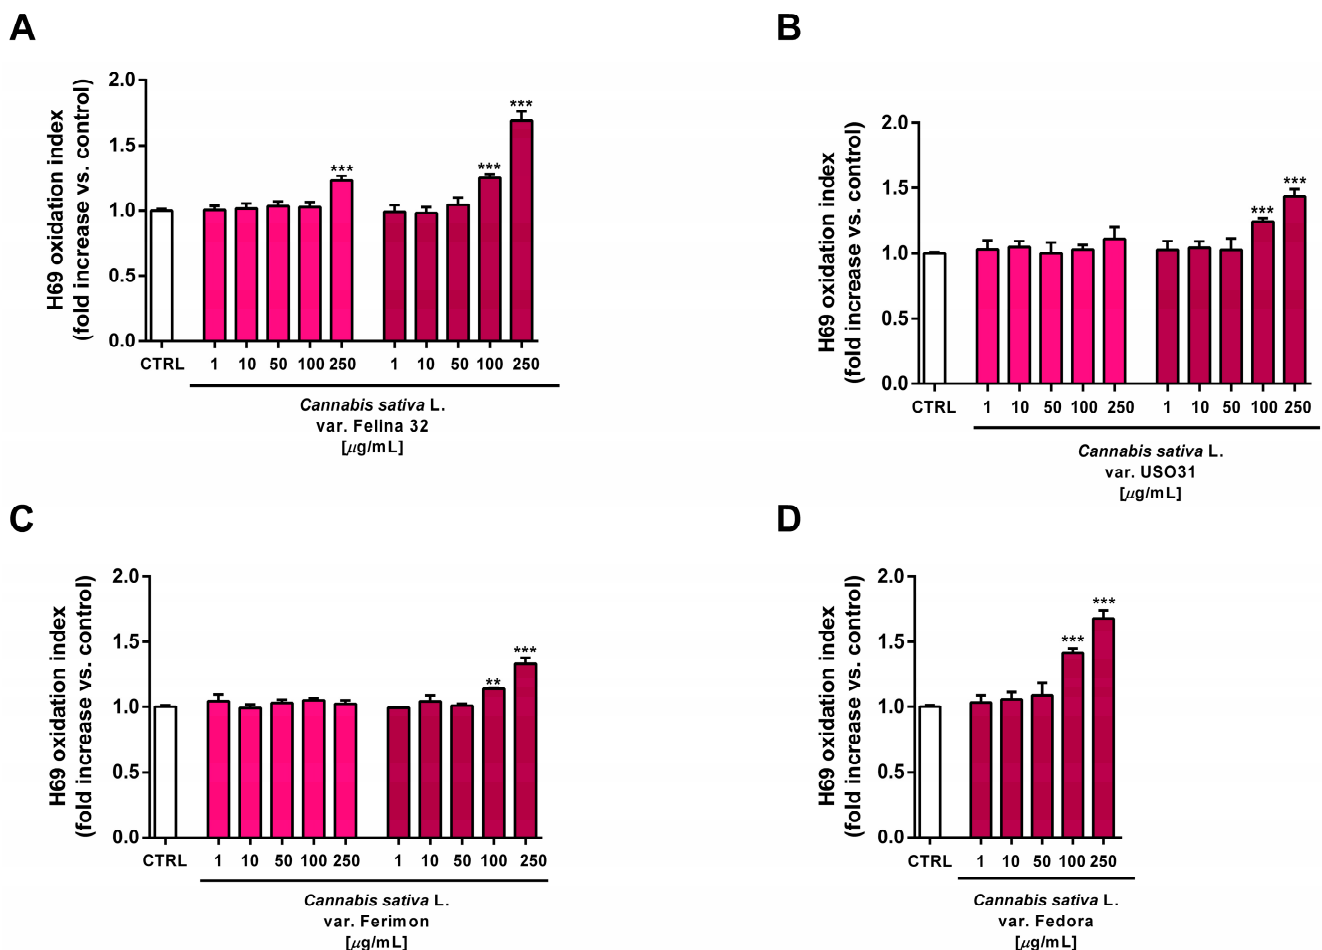 A
H69 oxidation index
(fold increase vs. control)
2.0
1.5
1.0
0.5
0.0
***
***
***
CTRL 1 10 50 100 250 1 10 50 100 250
Cannabis sativa L.
var. Felina 32
[µg/mL]
B
H69 oxidation index
(fold increase vs. control)
2.0
1.5
1.0
0.5
0.0
***
***
CTRL 1 10 50 100 250 1 10 50 100 250
Cannabis sativa L.
var. USO31
[µg/mL]
C
H69 oxidation index
(fold increase vs. control)
2.0
1.5
1.0
0.5
0.0
**
***
CTRL 1 10 50 100 250 1 10 50 100 250
Cannabis sativa L.
var. Ferimon
[µg/mL]
D
H69 oxidation index
(fold increase vs. control)
2.0
1.5
1.0
0.5
0.0
***
***
CTRL 1 10 50 100 250
Cannabis sativa L.
var. Fedora
[µg/mL]